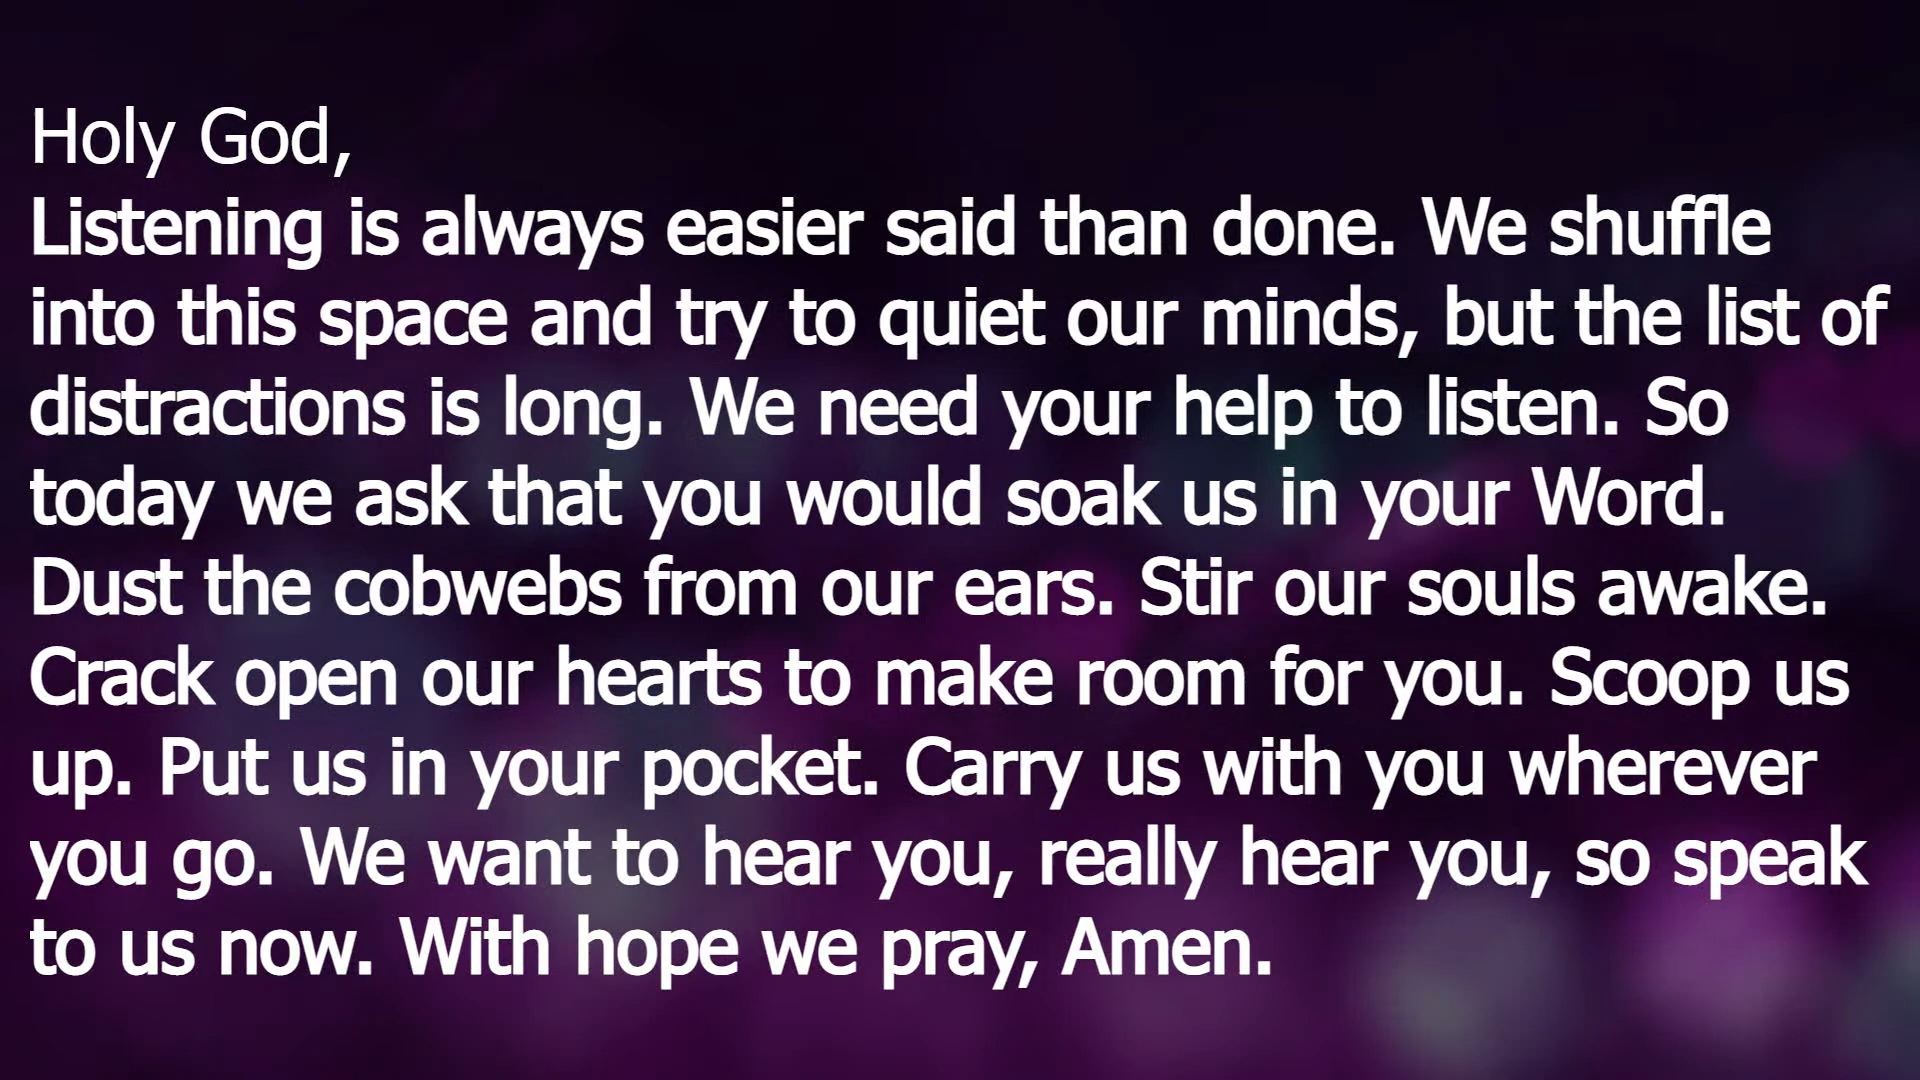 Holy God,
Listening is always easier said than done. We shuffle
into this space and try to quiet our minds, but the list of
distractions is long. We need your help to listen. So
today we ask that you would soak us in your Word.
Dust the cobwebs from our ears. Stir our souls awake.
Crack open our hearts to make room for you. Scoop us
up. Put us in your pocket. Carry us with you wherever
you go. We want to hear you, really hear you, so speak
to us now. With hope we pray, Amen.